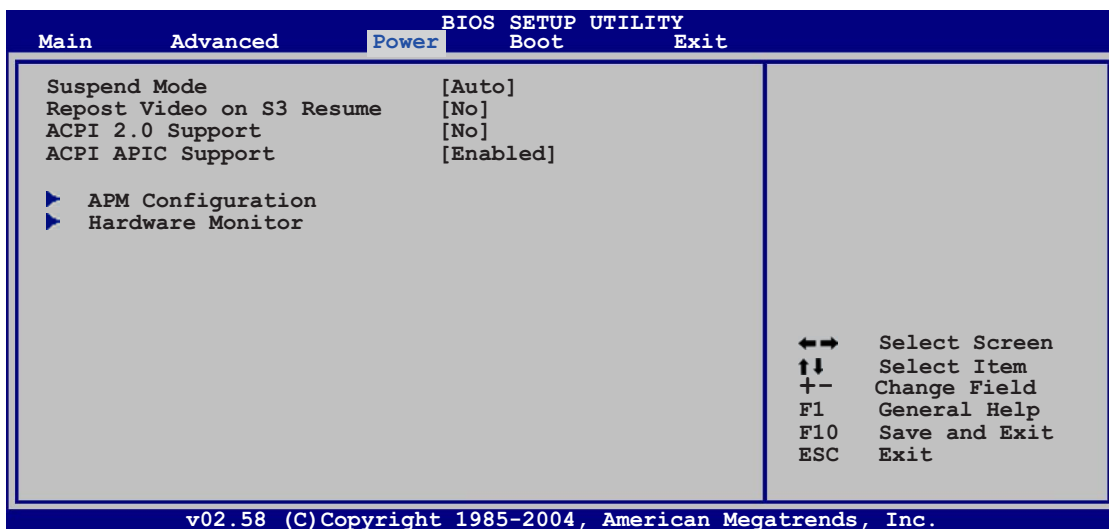 BIOS SETUP UTILITY
Main Advanced Power Boot Exit
Suspend Mode [Auto]
Repost Video on S3 Resume [No]
ACPI 2.0 Support [No]
ACPI APIC Support [Enabled]
APM Configuration
Hardware Monitor
←→ Select Screen
↑↓ Select Item
+- Change Field
F1 General Help
F10 Save and Exit
ESC Exit
v02.58 (C)Copyright 1985-2004, American Megatrends, Inc.